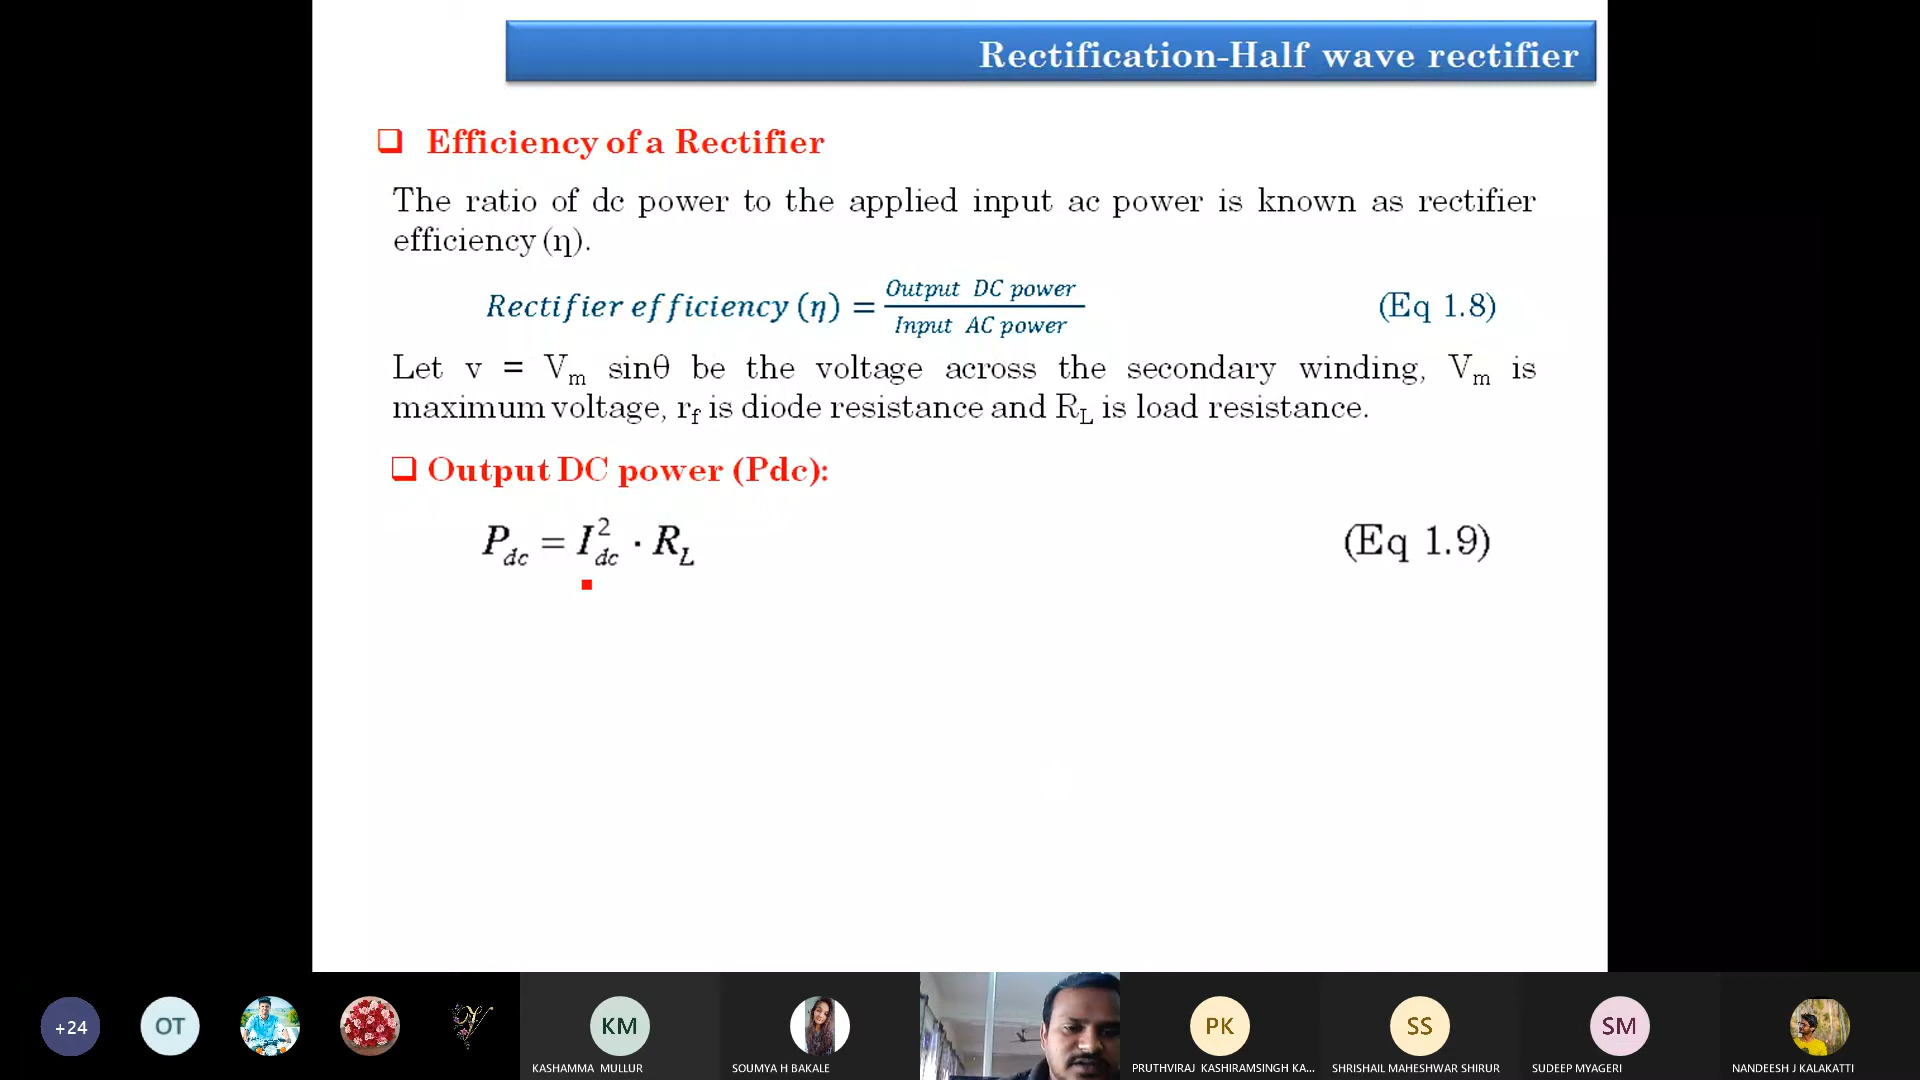 Rectification-Half wave rectifier
❑ Efficiency of a Rectifier
The ratio of dc power to the applied input ac power is known as rectifier
efficiency (η).
Rectifier efficiency (η) = Output DC power / Input AC power (Eq 1.8)
Let v = Vm sinθ be the voltage across the secondary winding, Vm is
maximum voltage, rf is diode resistance and RL is load resistance.
❑ Output DC power (Pdc):
P_dc = I²_dc · R_L (Eq 1.9)
+24
OT
KM
PK
SS
SM
KASHAMMA MULLUR
SOUMYA H BAKALE
PRUTHVIRAJ KASHIRAMSINGH KA...
SHRISHAIL MAHESHWAR SHIRUR
SUDEEP MYAGERI
NANDEESH J KALAKATTI